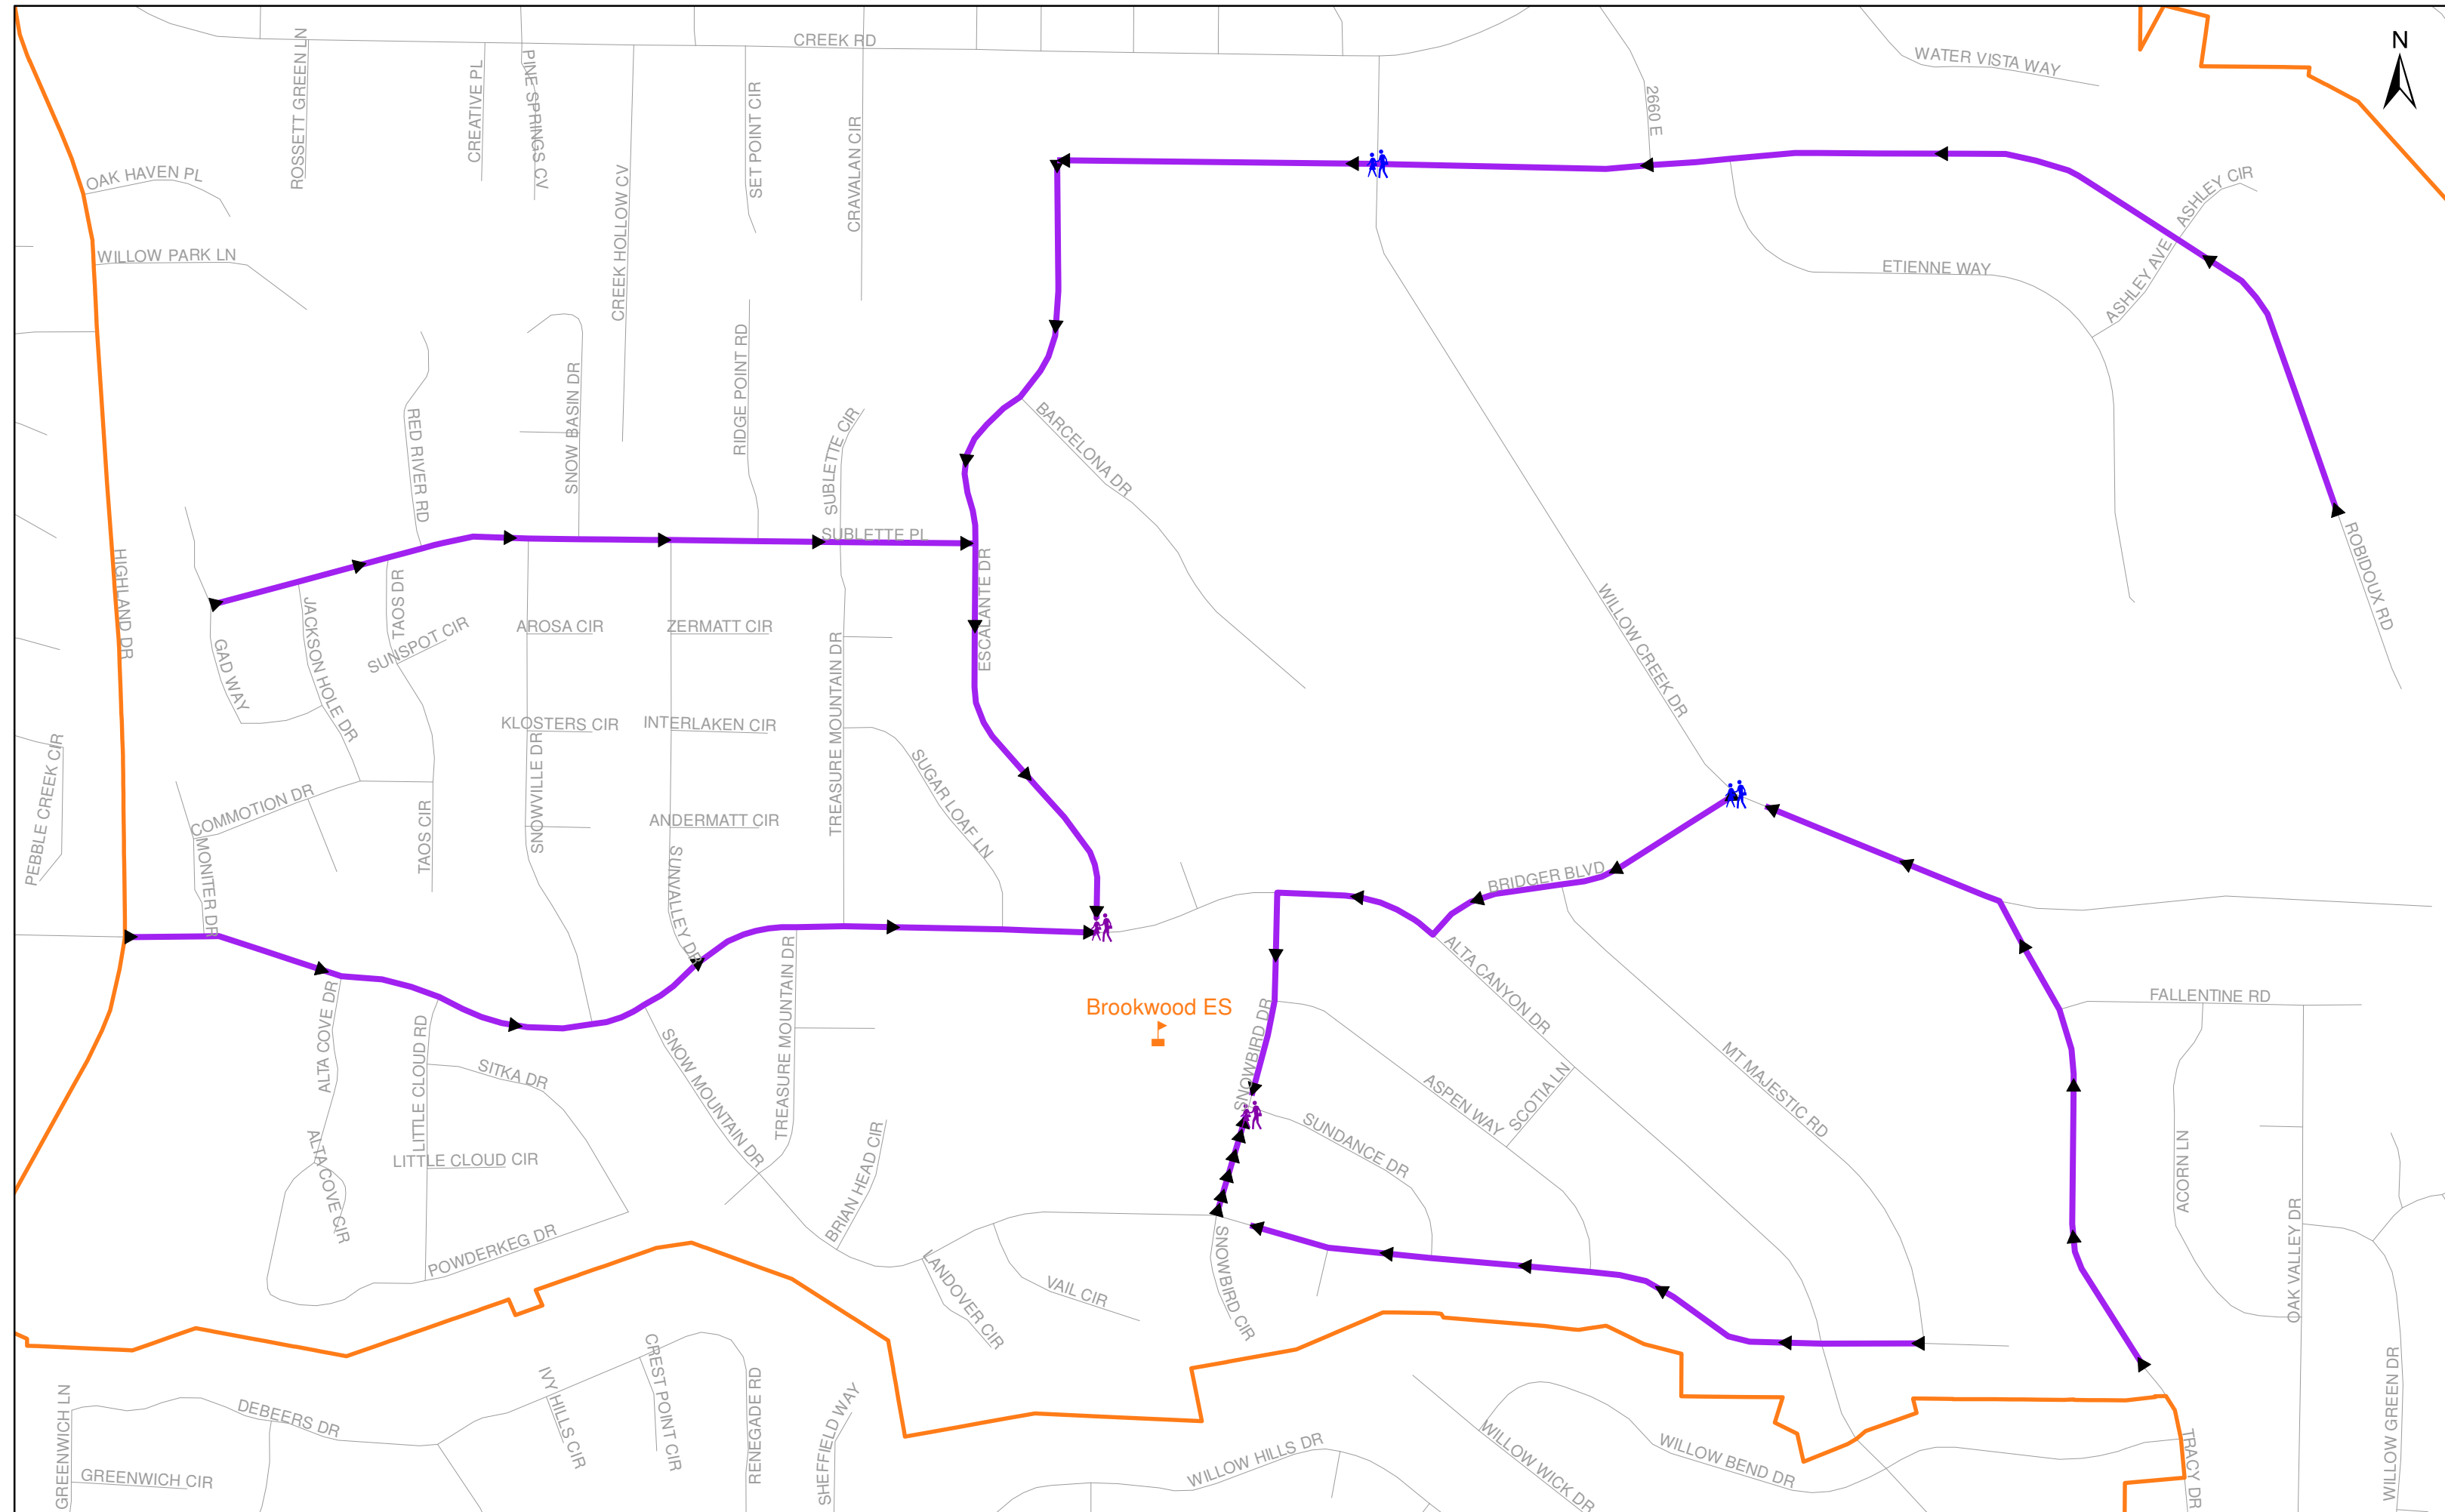 CREEK RD
N
WATER VISTA WAY
ROSSETT GREEN LN
CREATIVE PL
PINE SPRINGS CV
SET POINT CIR
CRAVALAN CIR
2660 E
OAK HAVEN PL
CREEK HOLLOW CV
ASHLEY CIR
WILLOW PARK LN
ASHLEY AVE
ETIENNE WAY
SNOW BASIN DR
RIDGE POINT RD
RED RIVER RD
SUBLETTE CIR
BARCELONA DR
SUBLETTE PL
ROBIDOUX RD
HIGHLAND DR
ESCALANTE DR
TAOS DR
JACKSON HOLE DR
SUNSPOT CIR
AROSA CIR
ZERMATT CIR
GAD WAY
TREASURE MOUNTAIN DR
WILLOW CREEK DR
KLOSTERS CIR
INTERLAKEN CIR
PEBBLE CREEK CIR
SNOWVILLE DR
SUGAR LOAF LN
COMMOTION DR
TAOS CIR
ANDERMATT CIR
MONITER DR
SUNVALLEY DR
BRIDGER BLVD
ALTA CANYON DR
TREASURE MOUNTAIN DR
ALTA COVE DR
LITTLE CLOUD RD
Brookwood ES
SNOWBIRD DR
FALLENTINE RD
SITKA DR
SNOW MOUNTAIN DR
MT MAJESTIC RD
ASPEN WAY
SCOTIA LN
SUNDANCE DR
ALTA COVE CIR
LITTLE CLOUD CIR
BRIAN HEAD CIR
ACORN LN
OAK VALLEY DR
POWDERKEG DR
LANDOVER CIR
VAIL CIR
SNOWBIRD CIR
CREST POINT CIR
IVY HILLS CIR
RENEGADE RD
SHEFFIELD WAY
GREENWICH LN
DEBEERS DR
GREENWICH CIR
WILLOW HILLS DR
WILLOW WICK DR
WILLOW BEND DR
TRACY DR
WILLOW GREEN DR